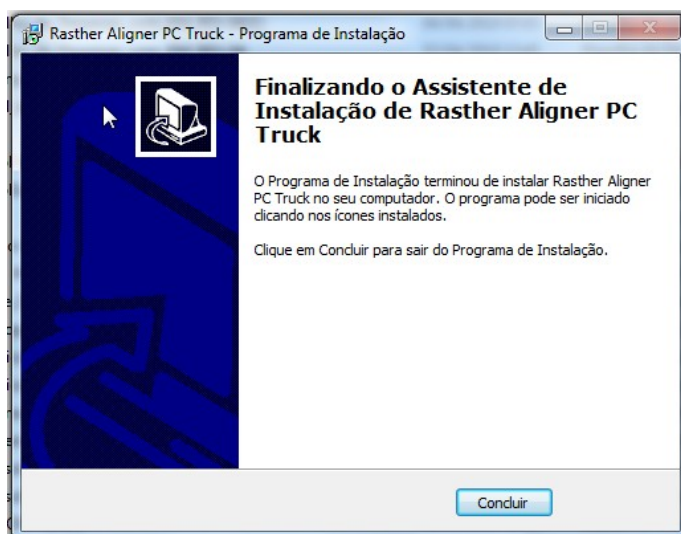 Rasther Aligner PC Truck - Programa de Instalação
Finalizando o Assistente de
Instalação de Rasther Aligner PC
Truck
O Programa de Instalação terminou de instalar Rasther Aligner
PC Truck no seu computador. O programa pode ser iniciado
clicando nos ícones instalados.
Clique em Concluir para sair do Programa de Instalação.
Concluir